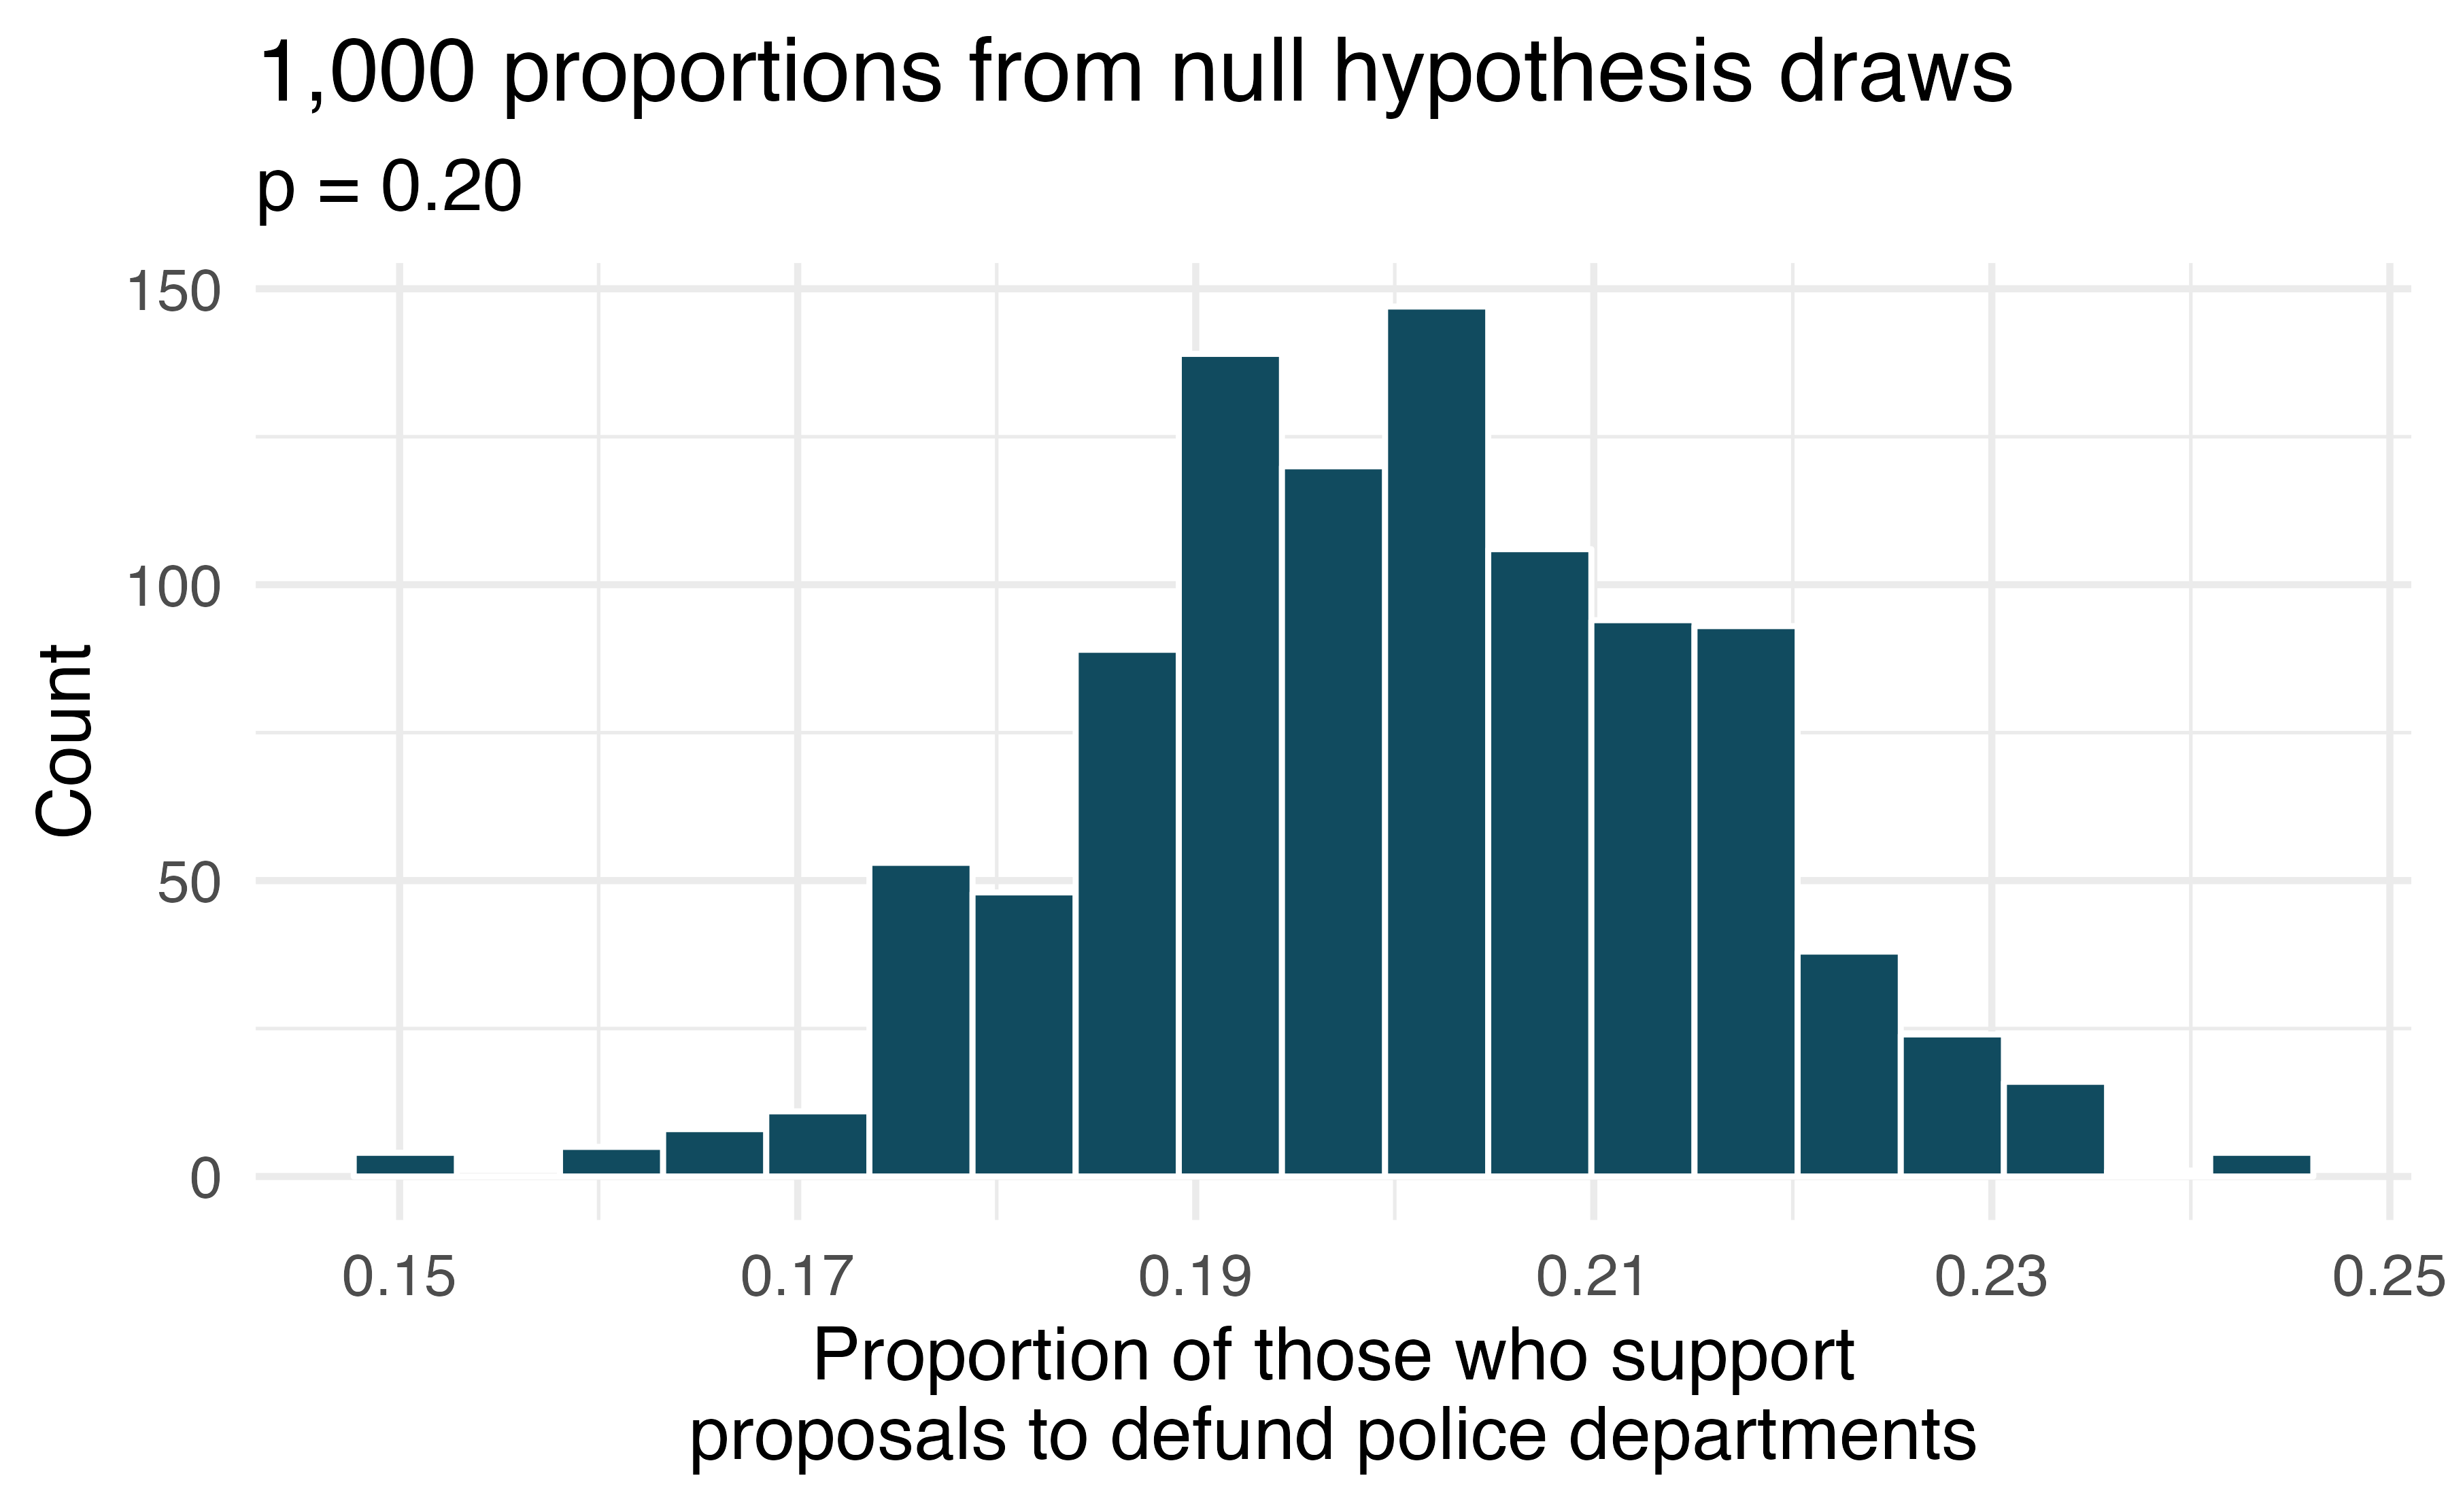 1,000 proportions from null hypothesis draws
p = 0.20
150
100
50
0
Count
0.15 0.17 0.19 0.21 0.23 0.25
Proportion of those who support
proposals to defund police departments